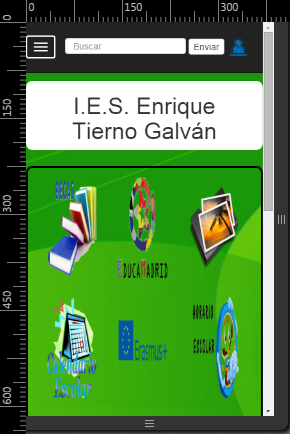 0 150 300
Buscar Enviar
I.E.S. Enrique
Tierno Galván
BECAS
EDUCAMADRID
Calendario
Escolar
Erasmus+
HORARIO
ESCOLAR
0
150
300
450
600